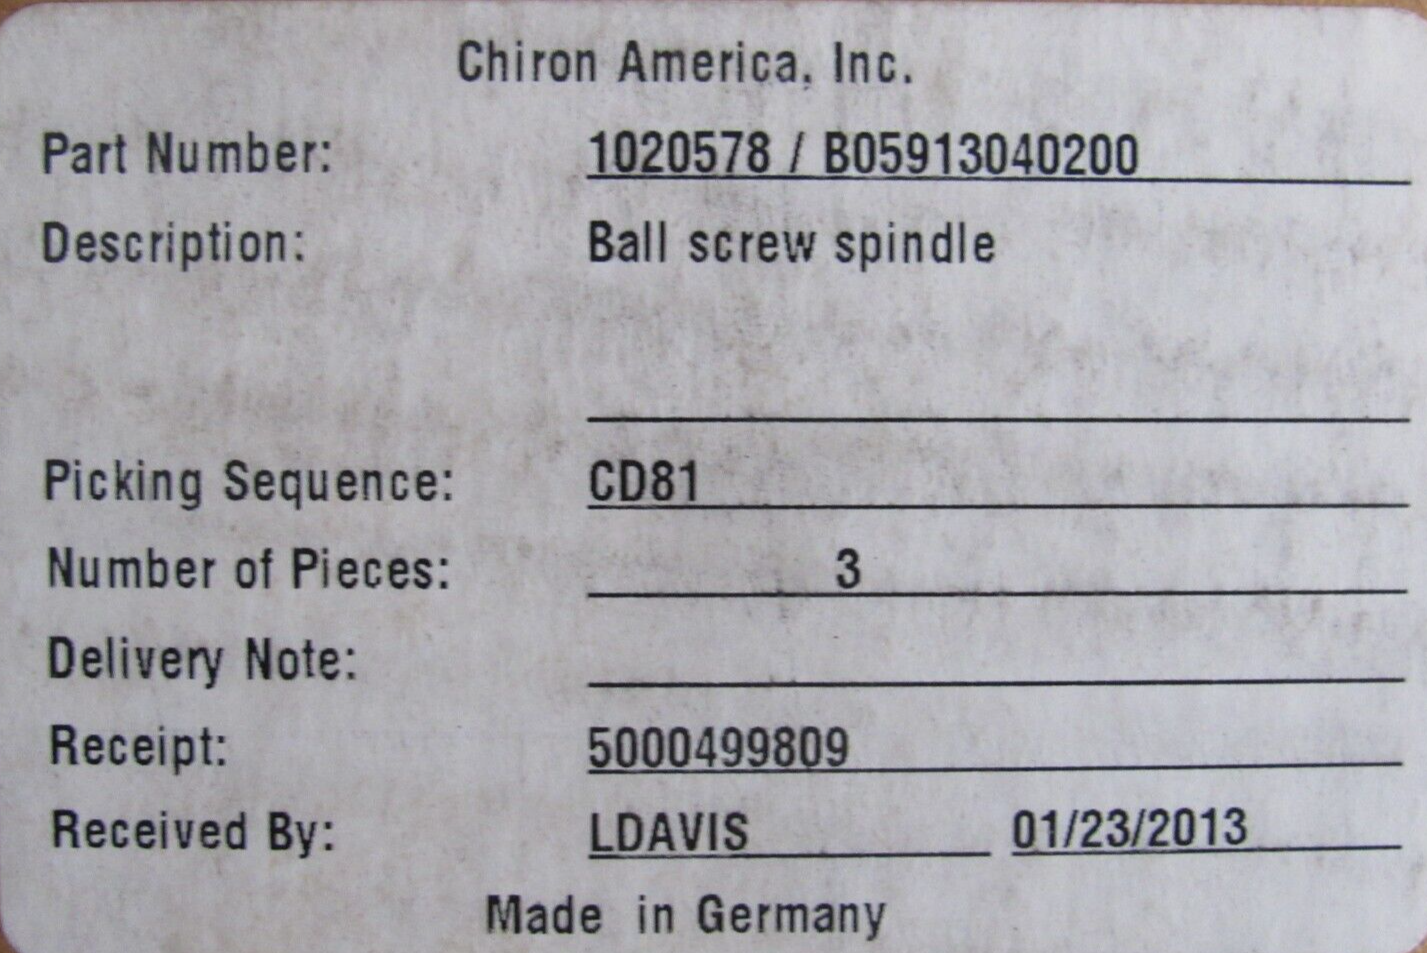 Chiron America, Inc.
Part Number: 1020578 / B05913040200
Description: Ball screw spindle
Picking Sequence: CD81
Number of Pieces: 3
Delivery Note:
Receipt: 5000499809
Received By: LDAVIS 01/23/2013
Made in Germany